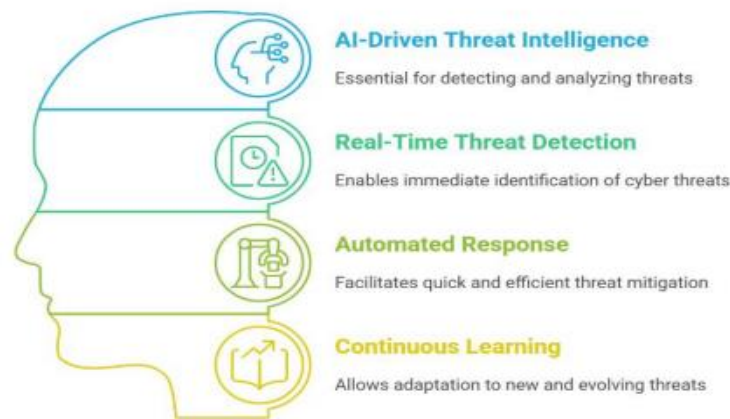 AI-Driven Threat Intelligence
Essential for detecting and analyzing threats
Real-Time Threat Detection
Enables immediate identification of cyber threats
Automated Response
Facilitates quick and efficient threat mitigation
Continuous Learning
Allows adaptation to new and evolving threats